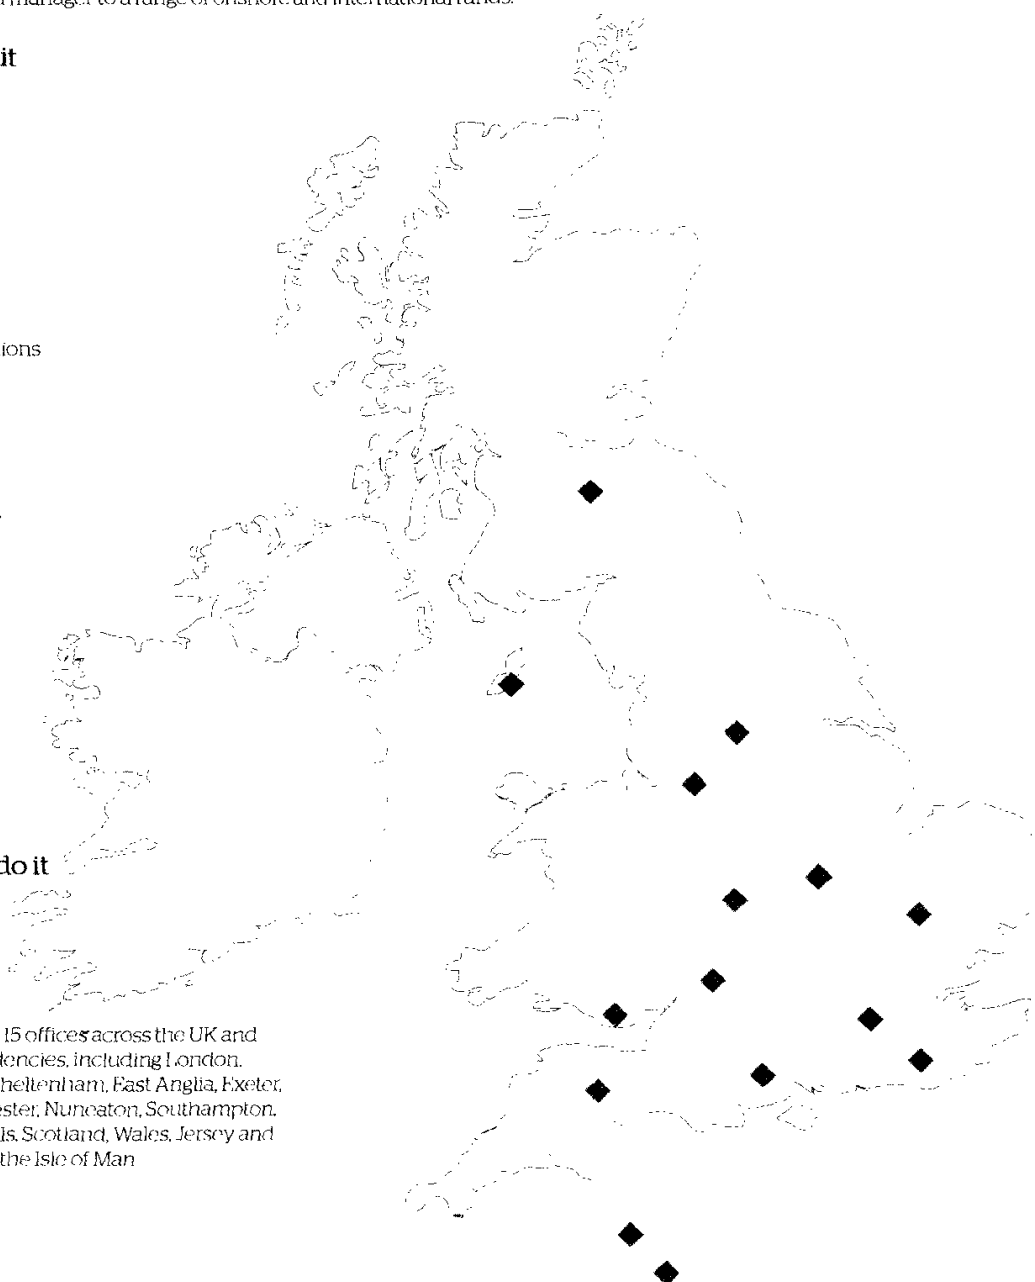 manager to a range of onshore and international funds.
it
ions
do it
15 offices across the UK and
dencies, including London,
heltenham, East Anglia, Exeter,
ester, Nuneaton, Southampton,
ls, Scotland, Wales, Jersey and
the Isle of Man